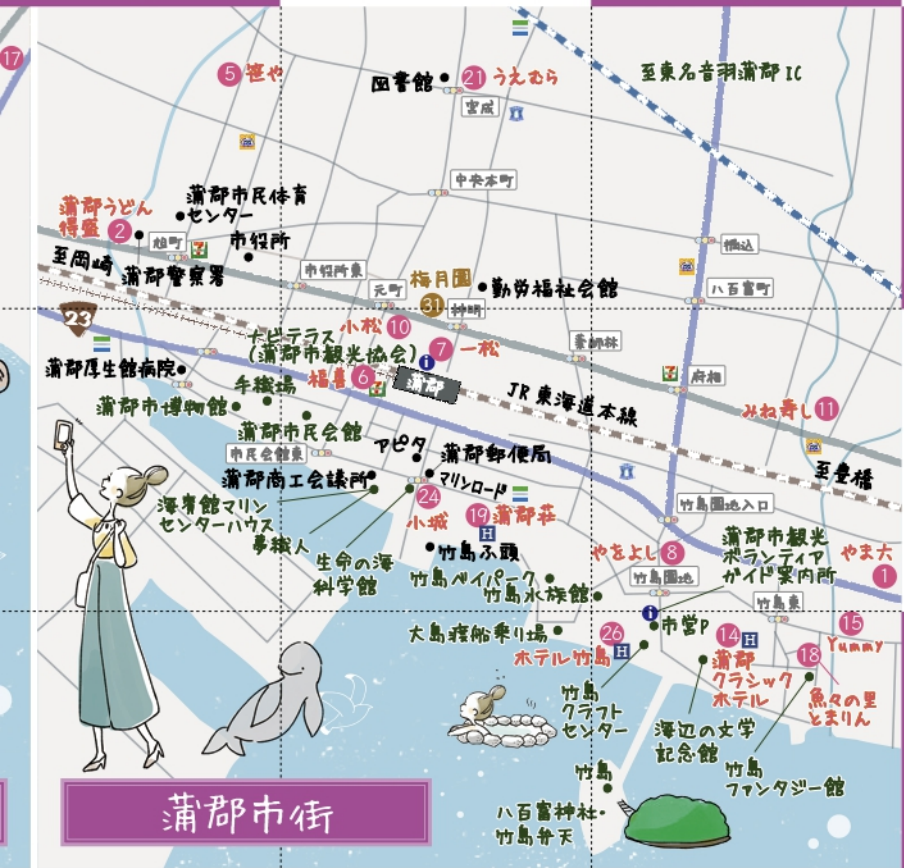 17
5 笹や
図書館
21 うえむら
宮成
至東名音羽蒲郡IC
中央本町
蒲郡市民体育
センター
蒲郡うどん
得盛 2
旭町
市役所
至岡崎
蒲郡警察署
市役所東
元町
梅月園
31
神明
勤労福祉会館
橋込
八百富町
23
ナビテラス
(蒲郡市観光協会)
小松 10
7 一松
薬師林
府相
蒲郡厚生館病院
手織場
福喜 6
蒲郡
JR東海道本線
みね寿し 11
蒲郡市博物館
蒲郡市民会館
市民会館東
アピタ
蒲郡郵便局
至豊橋
蒲郡商工会議所
マリンロード
海賓館マリン
センターハウス
夢職人
24
小城
19 蒲郡荘
H
竹島ふ頭
生命の海
科学館
竹島園地入口
やをよし 8
竹島園地
蒲郡市観光
ボランティア
ガイド案内所
やま大
1
竹島ベイパーク
竹島水族館
竹島東
大島渡船乗り場
26
ホテル竹島 H
市営P
14 H
蒲郡
クラシック
ホテル
15
Yummy
18
魚々の里
とまりん
竹島
クラフト
センター
海辺の文学
記念館
竹島
ファンタジー館
竹島
八百富神社・
竹島弁天
蒲郡市街